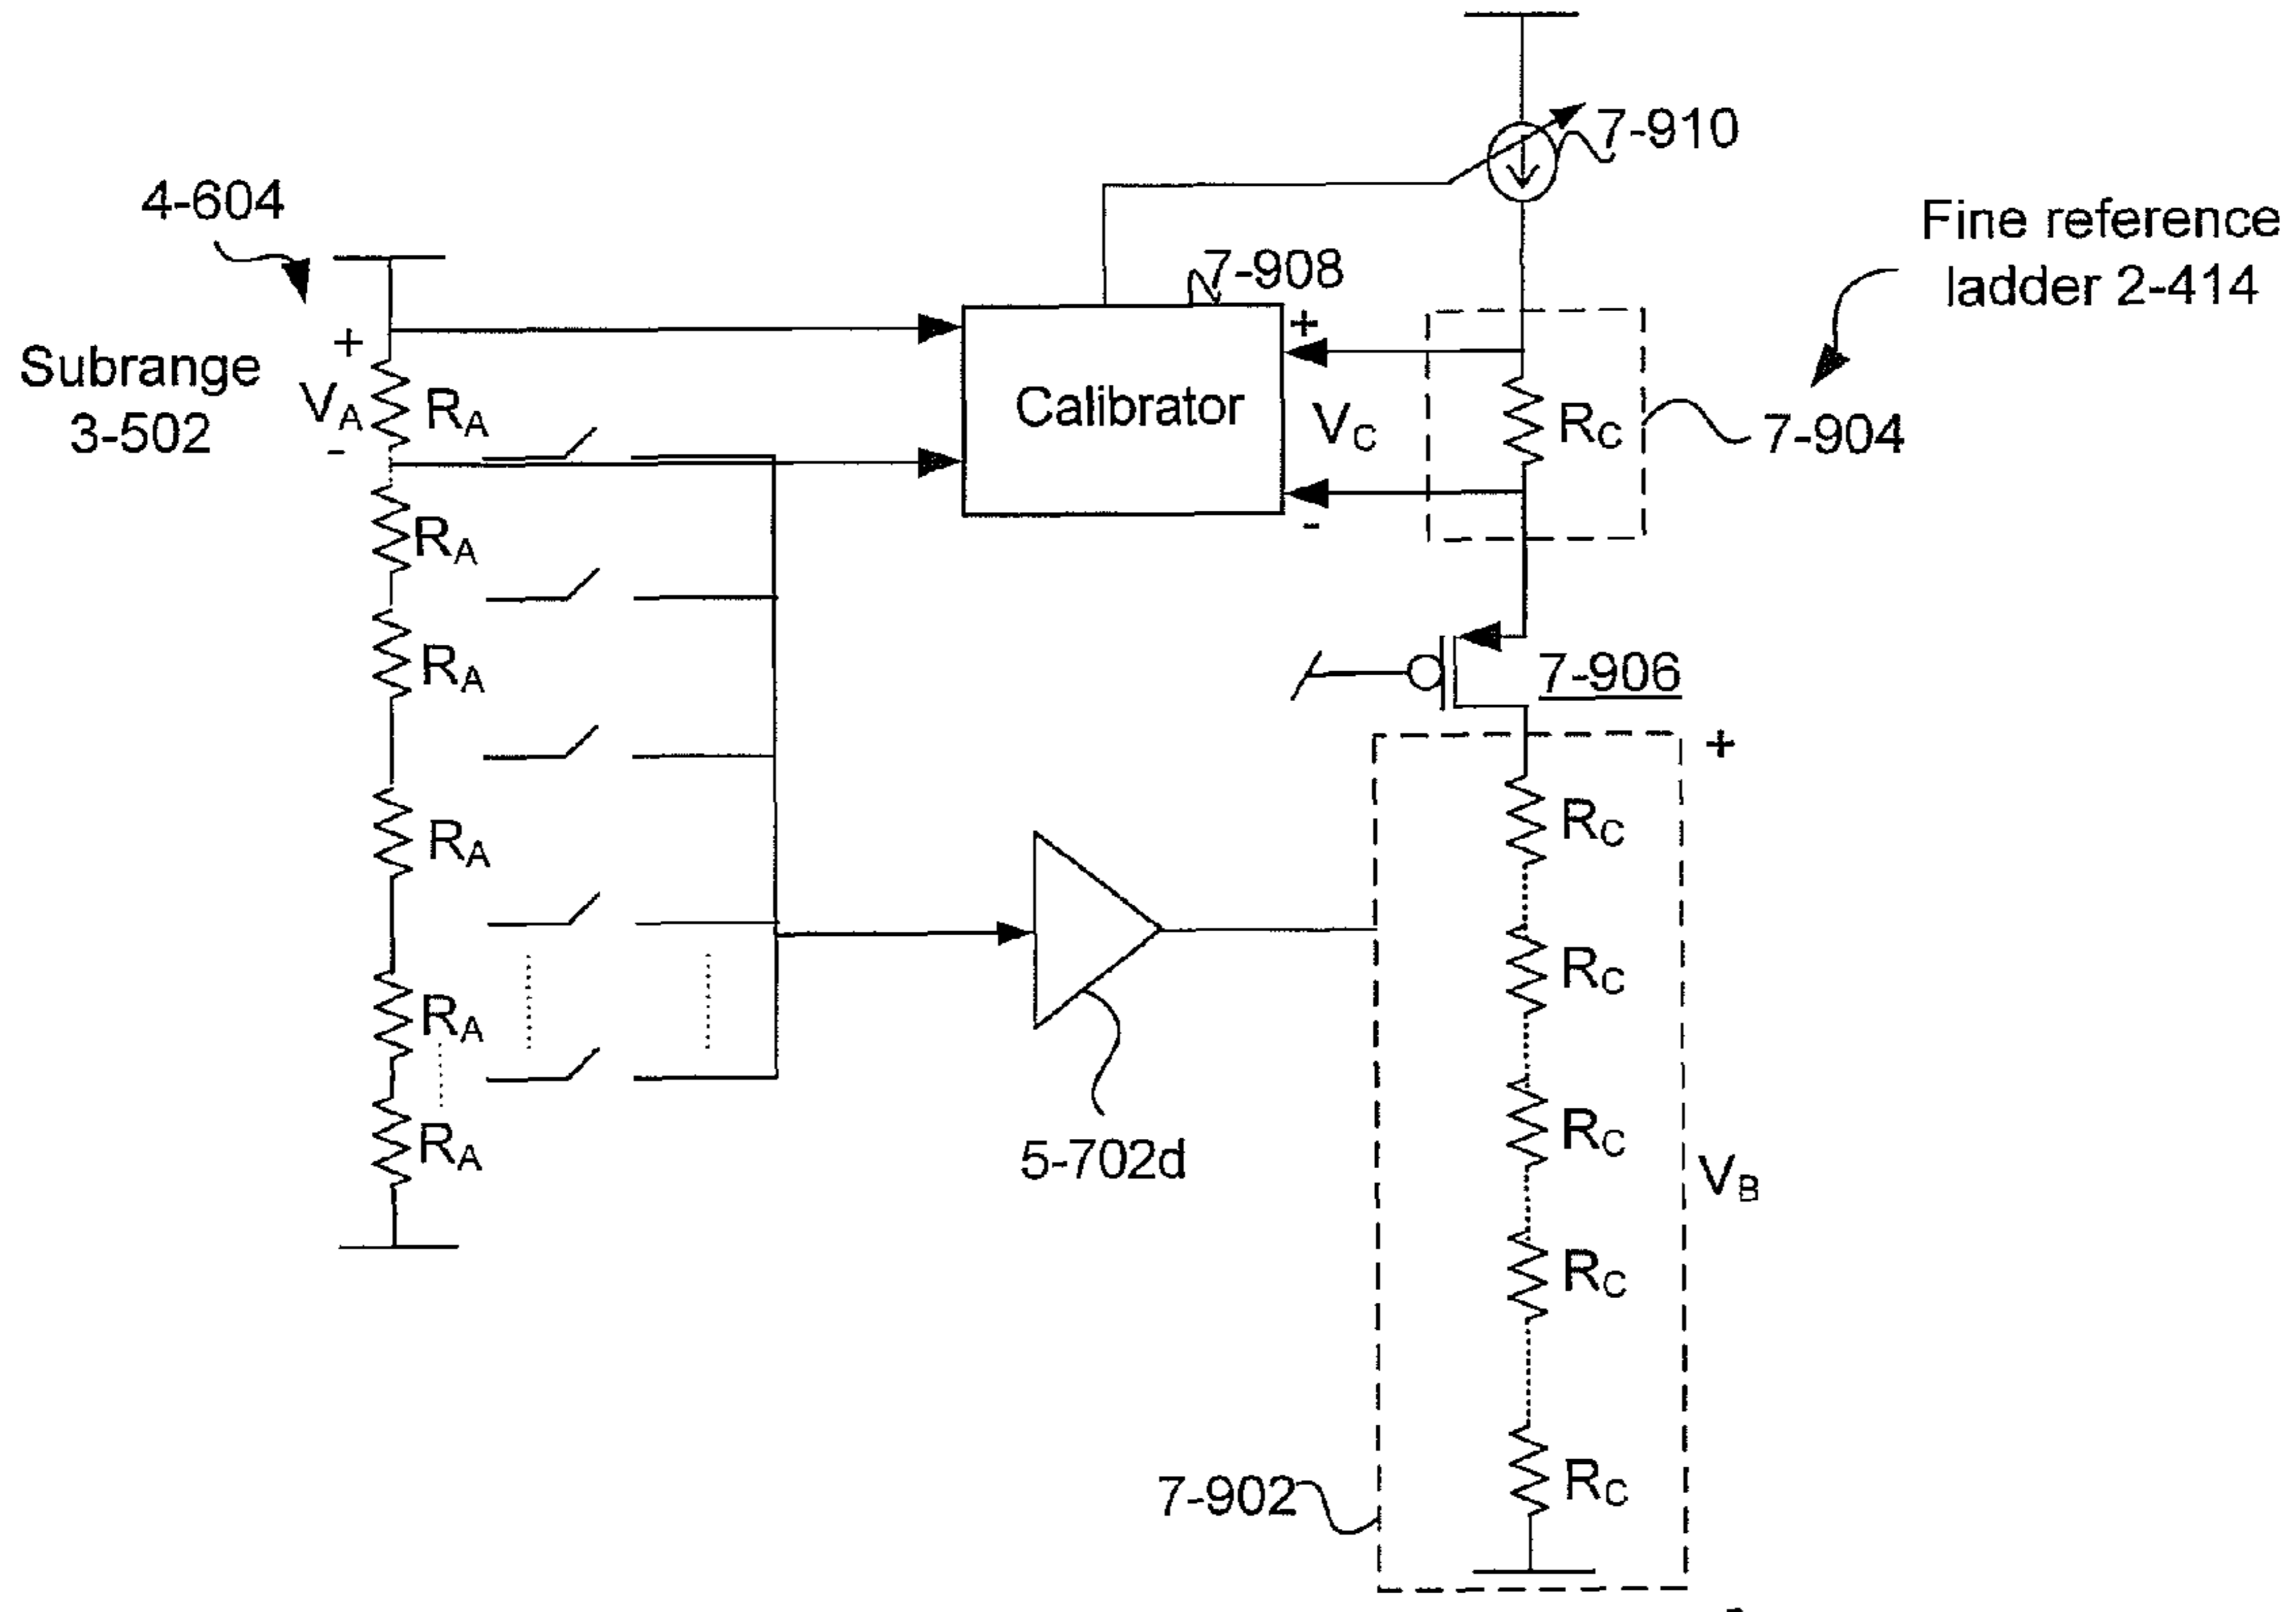 7-910
4-604
Fine reference
ladder 2-414
7-908
+
+
Subrange
3-502
VA
RA
Calibrator
VC
RC
7-904
-
-
RA
RA
7-906
+
RC
RA
RC
RA
RC
RA
5-702d
VB
RC
7-902
RC